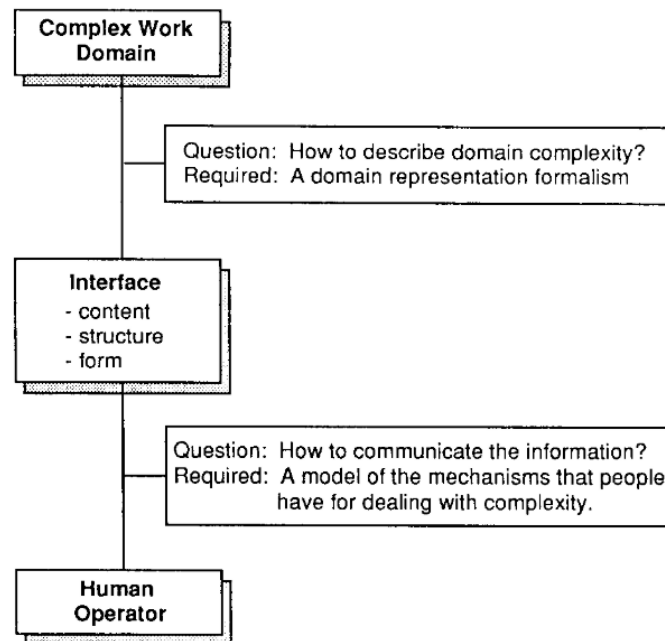 Complex Work
Domain
Question: How to describe domain complexity?
Required: A domain representation formalism
Interface
- content
- structure
- form
Question: How to communicate the information?
Required: A model of the mechanisms that people
have for dealing with complexity.
Human
Operator